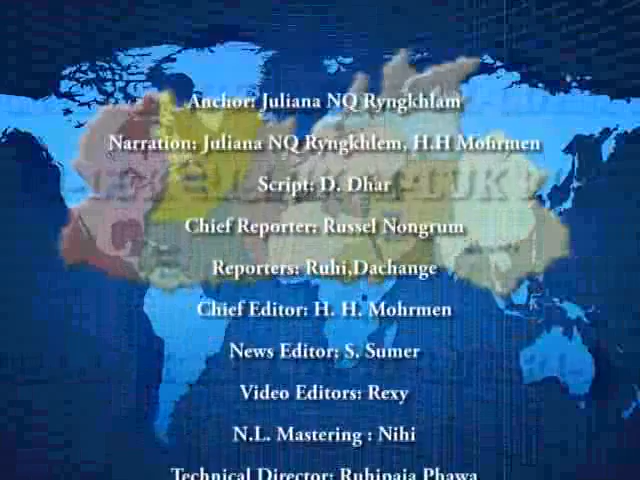 Anchor: Juliana NQ Ryngkhlam
Narration: Juliana NQ Ryngkhlem, H.H Mohrmen
Script: D. Dhar
Chief Reporter: Russel Nongrum
Reporters: Ruhi,Dachange
Chief Editor: H. H. Mohrmen
News Editor: S. Sumer
Video Editors: Rexy
N.L. Mastering : Nihi
Technical Director: Ruhipaia Phawa